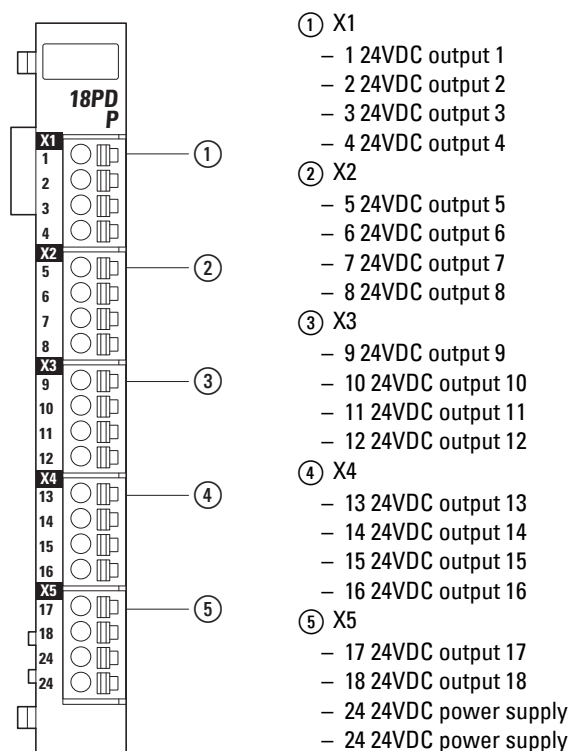 18PD
P
X1
1
2
3
4
X2
5
6
7
8
X3
9
10
11
12
X4
13
14
15
16
X5
17
18
24
24
1
2
3
4
5
1 X1
– 1 24VDC output 1
– 2 24VDC output 2
– 3 24VDC output 3
– 4 24VDC output 4
2 X2
– 5 24VDC output 5
– 6 24VDC output 6
– 7 24VDC output 7
– 8 24VDC output 8
3 X3
– 9 24VDC output 9
– 10 24VDC output 10
– 11 24VDC output 11
– 12 24VDC output 12
4 X4
– 13 24VDC output 13
– 14 24VDC output 14
– 15 24VDC output 15
– 16 24VDC output 16
5 X5
– 17 24VDC output 17
– 18 24VDC output 18
– 24 24VDC power supply
– 24 24VDC power supply